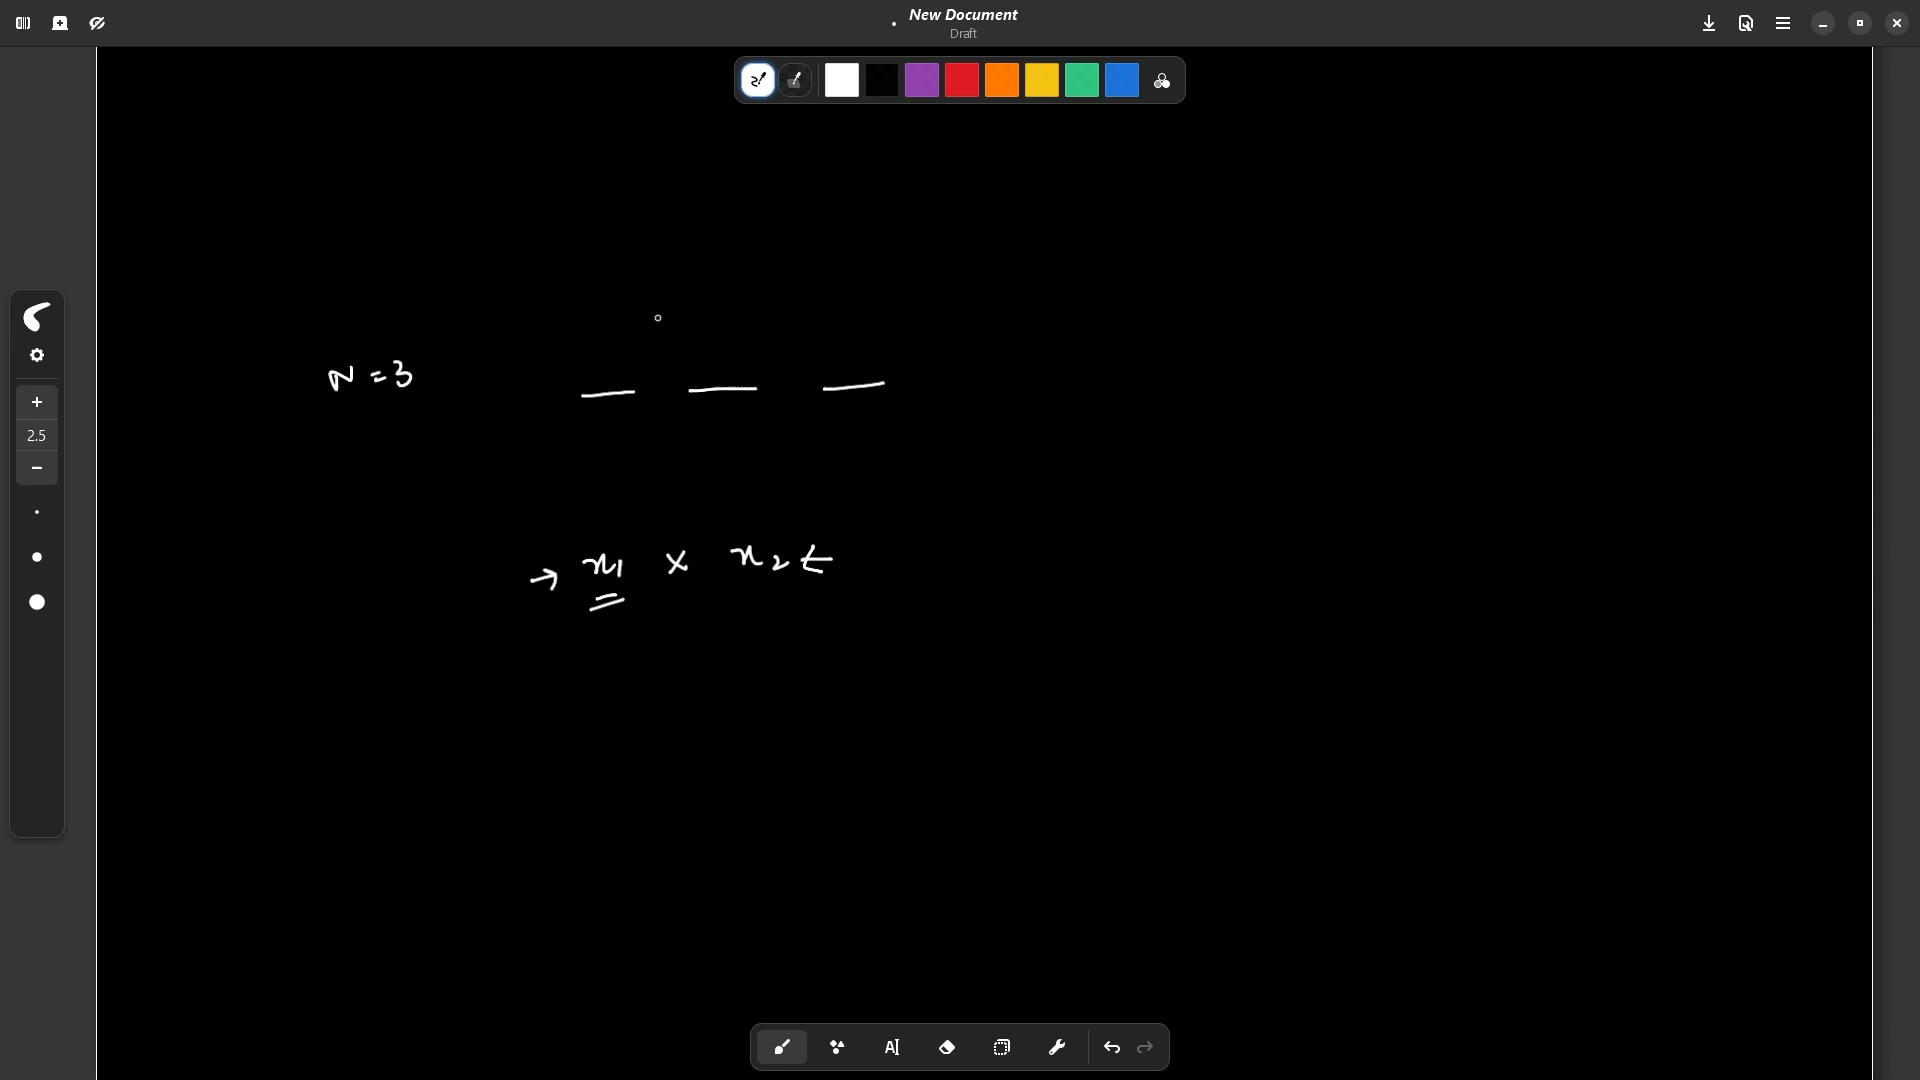 New Document
Draft
N = 3
2.5
→ x₁ × x₂ ←